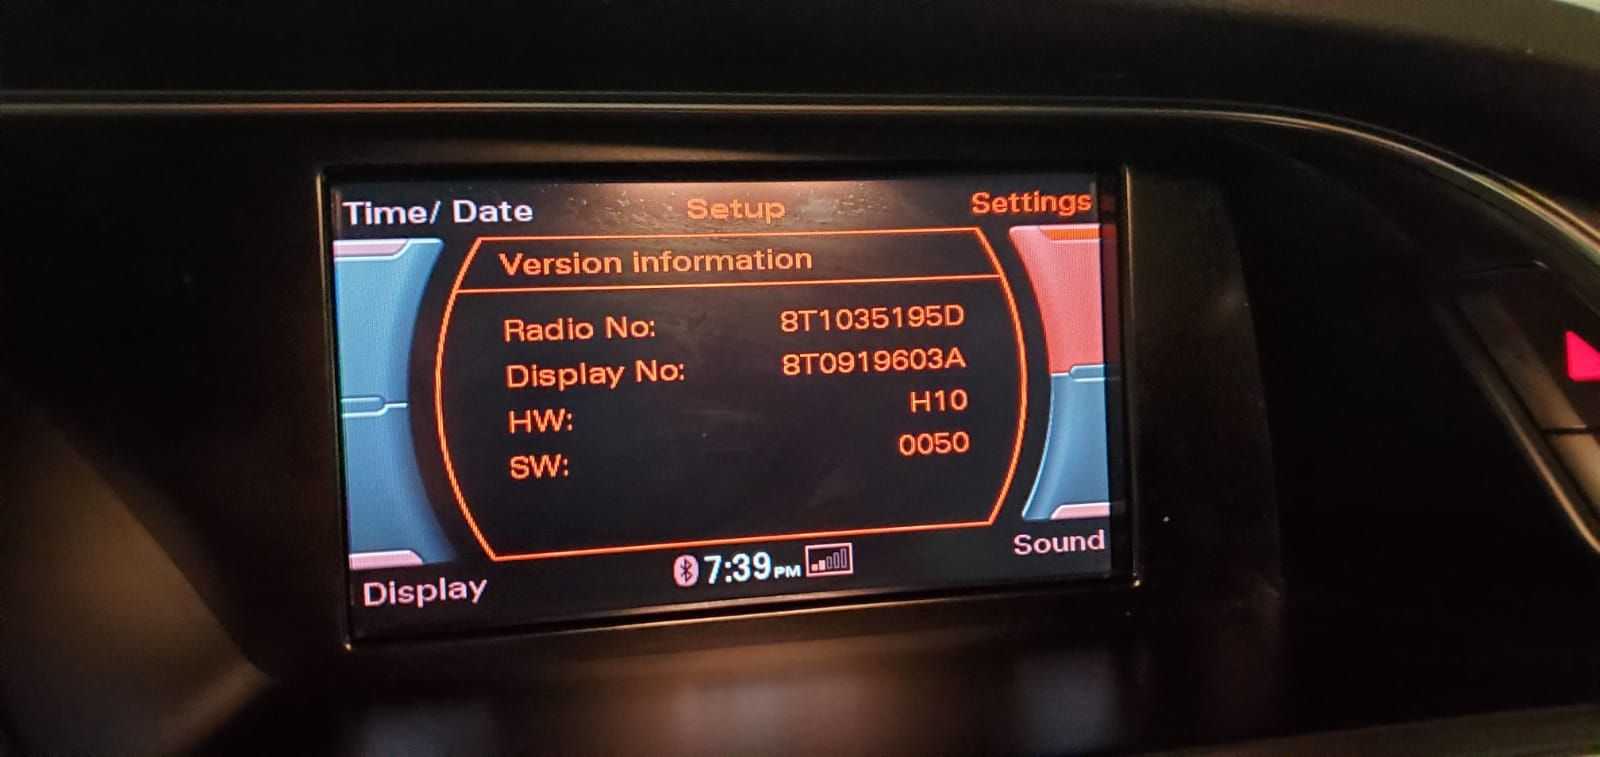 Time/ Date
Setup
Settings
Version information
Radio No: 8T1035195D
Display No: 8T0919603A
HW: H10
SW: 0050
Display
7:39PM
Sound